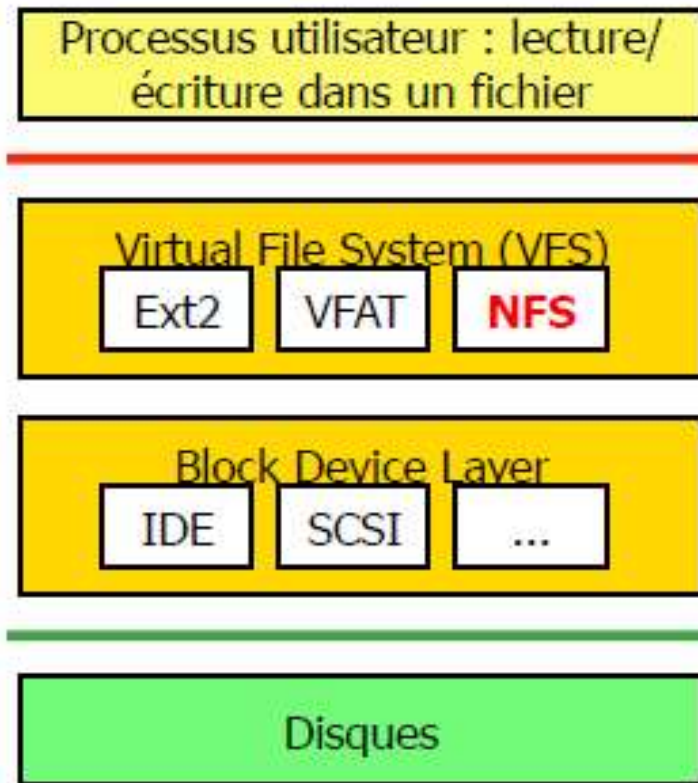 Processus utilisateur : lecture/
écriture dans un fichier
Virtual File System (VFS)
Ext2 VFAT NFS
Block Device Layer
IDE SCSI ...
Disques